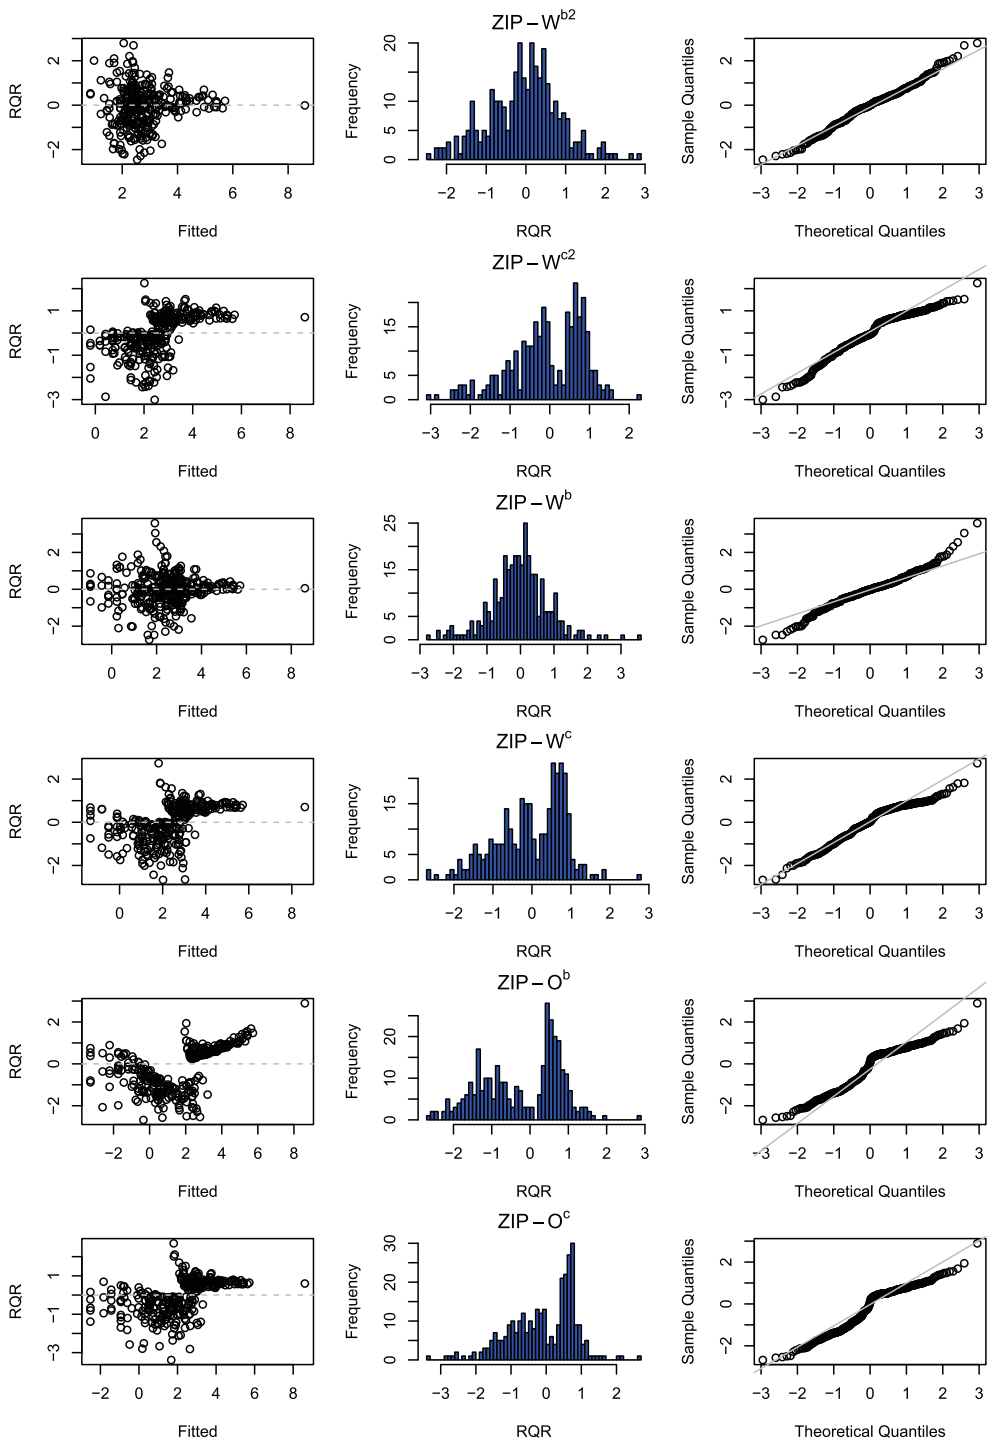 ZIP – W^b2
RQR
2
0
−2
2 4 6 8
Fitted
Frequency
20
10
5
0
−2 −1 0 1 2 3
RQR
Sample Quantiles
2
0
−2
−3 −2 −1 0 1 2 3
Theoretical Quantiles
ZIP – W^c2
RQR
1
−1
−3
0 2 4 6 8
Fitted
Frequency
15
5
0
−3 −2 −1 0 1 2
RQR
Sample Quantiles
1
−1
−3
−3 −2 −1 0 1 2 3
Theoretical Quantiles
ZIP – W^b
RQR
2
0
−2
0 2 4 6 8
Fitted
Frequency
25
15
5
0
−3 −2 −1 0 1 2 3
RQR
Sample Quantiles
2
0
−2
−3 −2 −1 0 1 2 3
Theoretical Quantiles
ZIP – W^c
RQR
2
0
−2
0 2 4 6 8
Fitted
Frequency
15
5
0
−2 −1 0 1 2 3
RQR
Sample Quantiles
2
0
−2
−3 −2 −1 0 1 2 3
Theoretical Quantiles
ZIP – O^b
RQR
2
0
−2
−2 0 2 4 6 8
Fitted
Frequency
20
10
5
0
−2 −1 0 1 2 3
RQR
Sample Quantiles
2
0
−2
−3 −2 −1 0 1 2 3
Theoretical Quantiles
ZIP – O^c
RQR
1
−1
−3
−2 0 2 4 6 8
Fitted
Frequency
30
20
10
5
0
−3 −2 −1 0 1 2
RQR
Sample Quantiles
2
0
−2
−3 −2 −1 0 1 2 3
Theoretical Quantiles